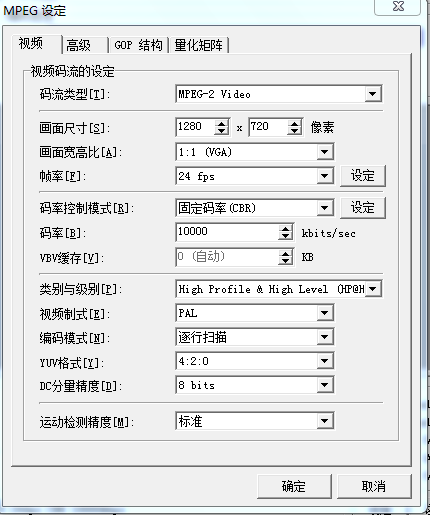 MPEG 设定
视频 高级 GOP 结构 量化矩阵
视频码流的设定
码流类型[T]: MPEG-2 Video
画面尺寸[S]: 1280 x 720 像素
画面宽高比[A]: 1:1 (VGA)
帧率[F]: 24 fps 设定
码率控制模式[R]: 固定码率(CBR) 设定
码率[B]: 10000 kbits/sec
VBV缓存[V]: 0 (自动) KB
类别与级别[P]: High Profile & High Level (HP@H
视频制式[E]: PAL
编码模式[N]: 逐行扫描
YUV格式[Y]: 4:2:0
DC分量精度[D]: 8 bits
运动检测精度[M]: 标准
确定 取消